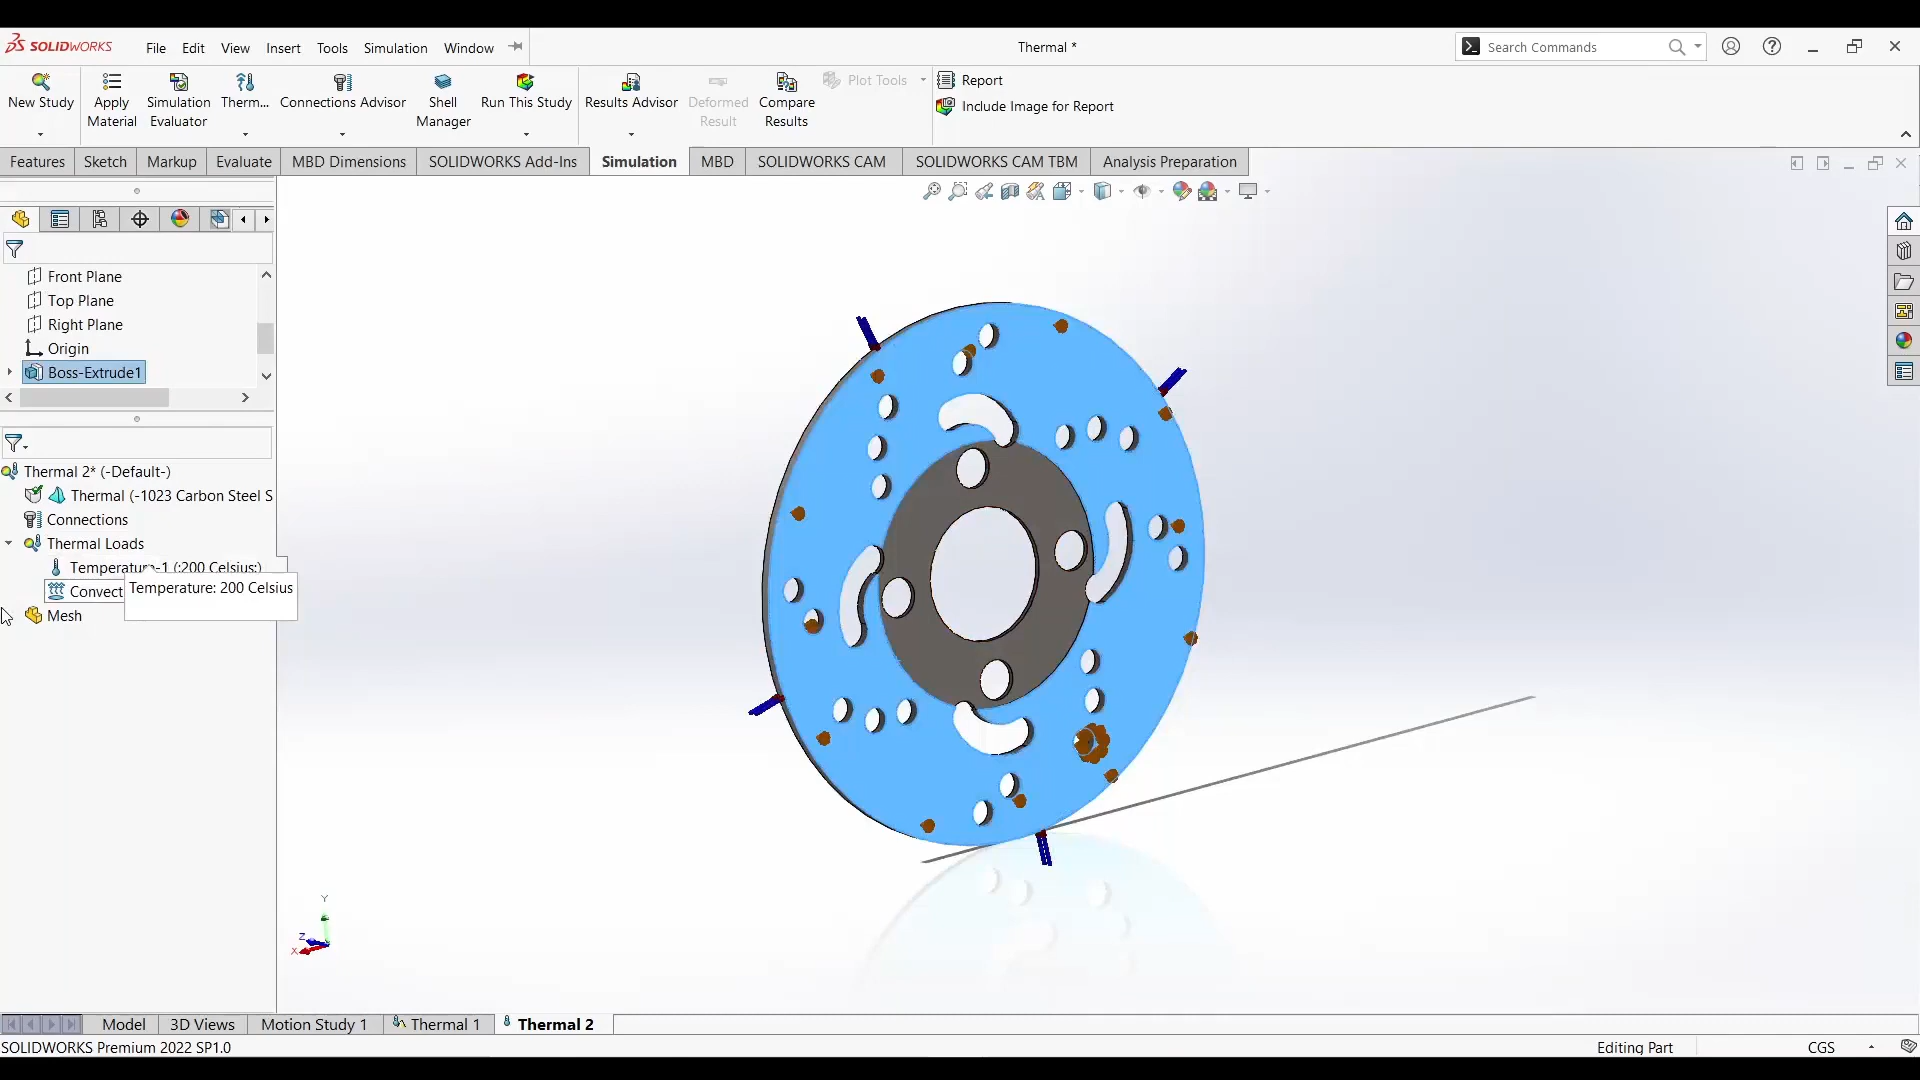 SOLIDWORKS File Edit View Insert Tools Simulation Window Thermal * Search Commands
New Study Apply Material Simulation Evaluator Therm... Connections Advisor Shell Manager Run This Study Results Advisor Deformed Result Compare Results Plot Tools Report
Include Image for Report
Features Sketch Markup Evaluate MBD Dimensions SOLIDWORKS Add-Ins Simulation MBD SOLIDWORKS CAM SOLIDWORKS CAM TBM Analysis Preparation
Front Plane
Top Plane
Right Plane
Origin
Boss-Extrude1
Thermal 2* (-Default-)
Thermal (-1023 Carbon Steel S
Connections
Thermal Loads
Temperature-1 (:200 Celsius:)
Convect
Temperature: 200 Celsius
Mesh
Y
Z
X
Model 3D Views Motion Study 1 Thermal 1 Thermal 2
SOLIDWORKS Premium 2022 SP1.0 Editing Part CGS